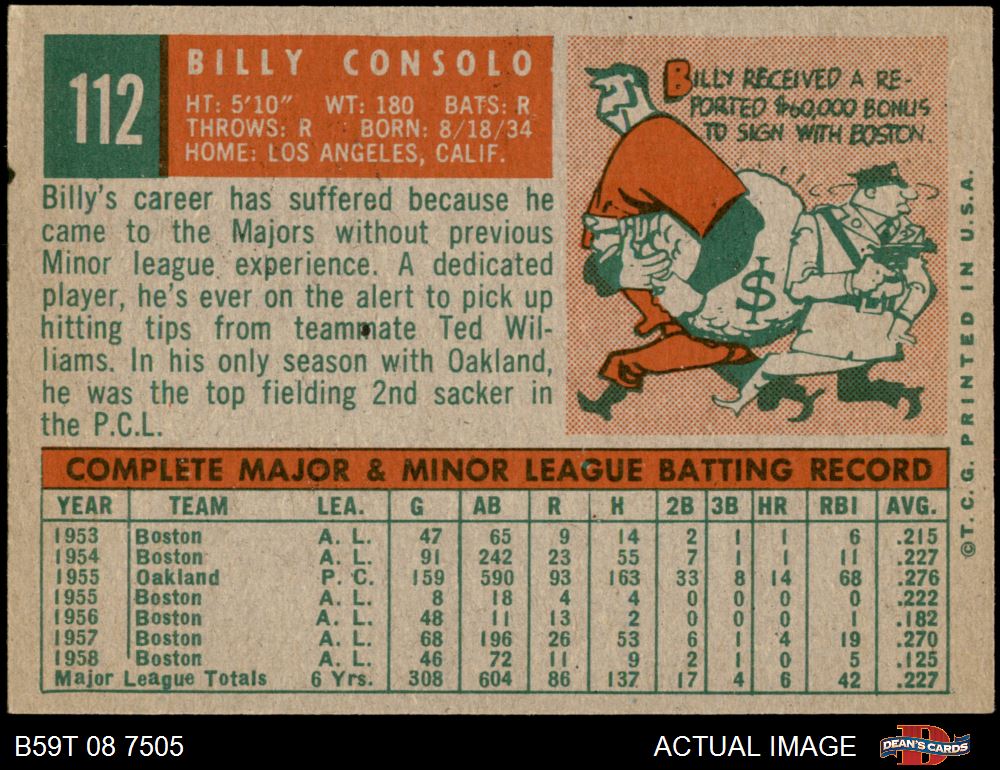 112
BILLY CONSOLO
HT: 5'10" WT: 180 BATS: R
THROWS: R BORN: 8/18/34
HOME: LOS ANGELES, CALIF.
Billy's career has suffered because he
came to the Majors without previous
Minor league experience. A dedicated
player, he's ever on the alert to pick up
hitting tips from teammate Ted Wil-
liams. In his only season with Oakland,
he was the top fielding 2nd sacker in
the P.C.L.
BILLY RECEIVED A RE-
PORTED $60,000 BONUS
TO SIGN WITH BOSTON.
$
COMPLETE MAJOR & MINOR LEAGUE BATTING RECORD
YEAR TEAM LEA. G AB R H 2B 3B HR RBI AVG.
1953 Boston A. L. 47 65 9 14 2 1 1 6 .215
1954 Boston A. L. 91 242 23 55 7 1 1 11 .227
1955 Oakland P. C. 159 590 93 163 33 8 14 68 .276
1955 Boston A. L. 8 18 4 4 0 0 0 0 .222
1956 Boston A. L. 48 11 13 2 0 0 0 1 .182
1957 Boston A. L. 68 196 26 53 6 1 4 19 .270
1958 Boston A. L. 46 72 11 9 2 1 0 5 .125
Major League Totals 6 Yrs. 308 604 86 137 17 4 6 42 .227
©T. C. G. PRINTED IN U.S.A.
B59T 08 7505
ACTUAL IMAGE
D
DEAN'S CARDS